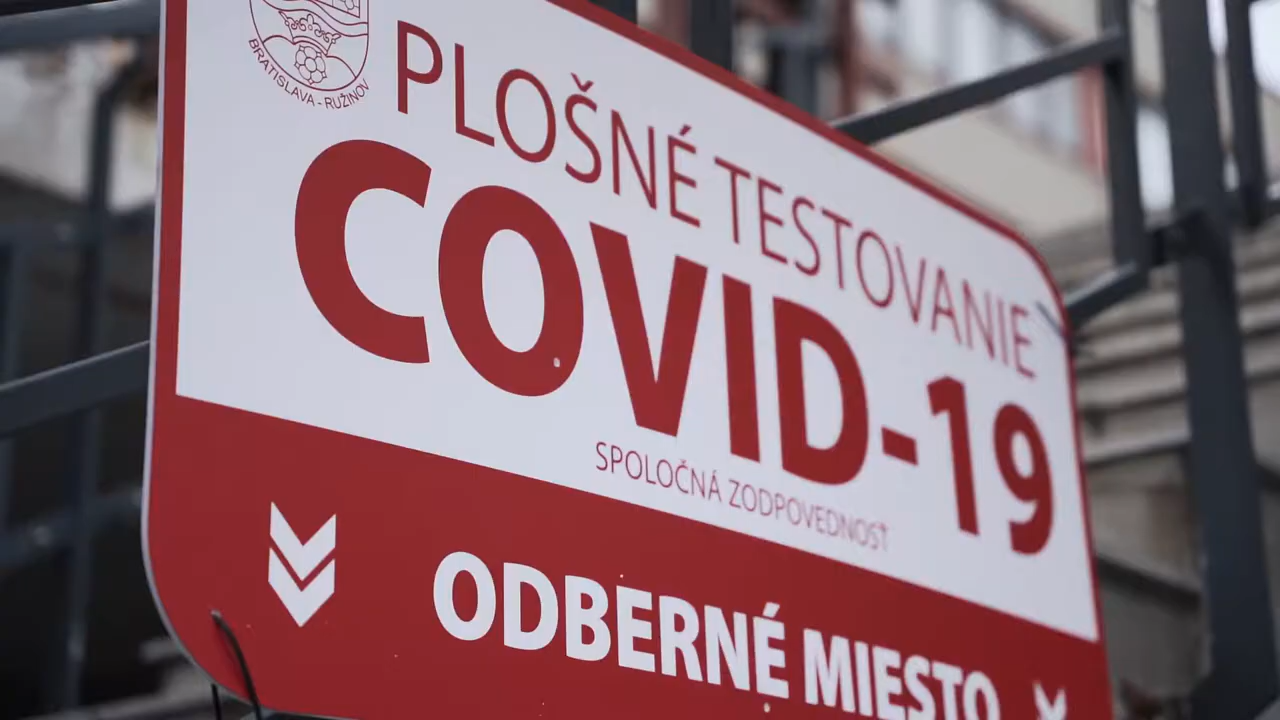 BRATISLAVA - RUŽINOV
PLOŠNÉ TESTOVANIE
COVID-19
SPOLOČNÁ ZODPOVEDNOSŤ
ODBERNÉ MIESTO